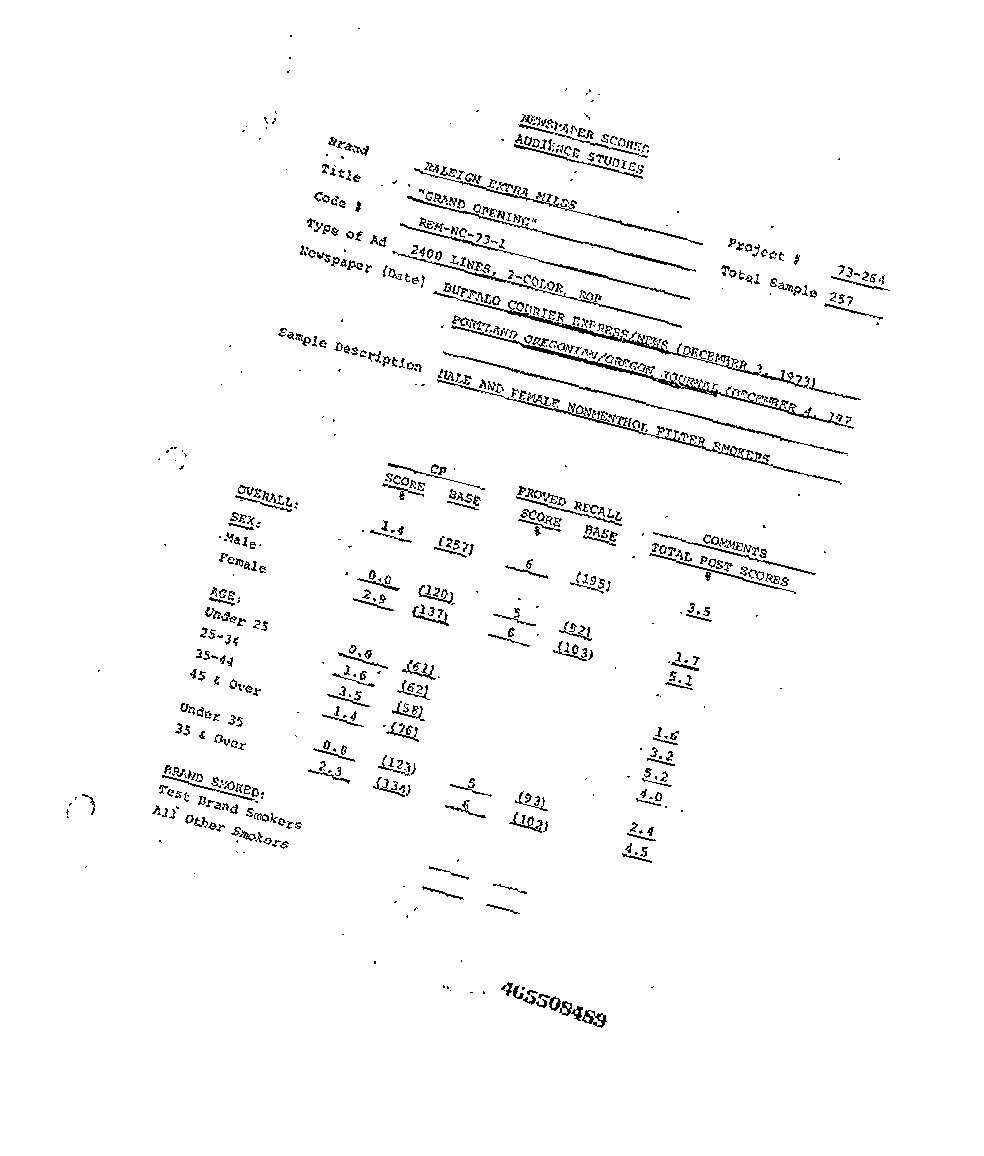 NEWSPAPER SCORES
AUDIENCE STUDIES
Brand RALEIGH EXTRA MILDS
Title "GRAND OPENING" Project # 73-264
Code # REM-NC-73-1 Total Sample 257
Type of Ad 2400 LINES, 2-COLOR, ROP
Newspaper (Date) BUFFALO COURIER EXPRESS/NEWS (DECEMBER 3, 1973)
PORTLAND OREGONIAN/OREGON JOURNAL (DECEMBER 4, 197
Sample Description MALE AND FEMALE NONMENTHOL FILTER SMOKERS
CP PROVED RECALL COMMENTS
SCORE BASE SCORE BASE TOTAL POST SCORES
% % %
OVERALL: 1.4 (257) 6 (195) 3.5
SEX:
Male 0.0 (120) 5 (92) 1.7
Female 2.9 (137) 6 (103) 5.1
AGE:
Under 25 0.0 (61) 1.6
25-34 1.6 (62) 3.2
35-44 3.5 (58) 5.2
45 & Over 1.4 (76) 4.0
Under 35 0.8 (123) 5 (93) 2.4
35 & Over 2.3 (134) 6 (102) 4.5
BRAND SMOKED:
Test Brand Smokers
All Other Smokers
465508489